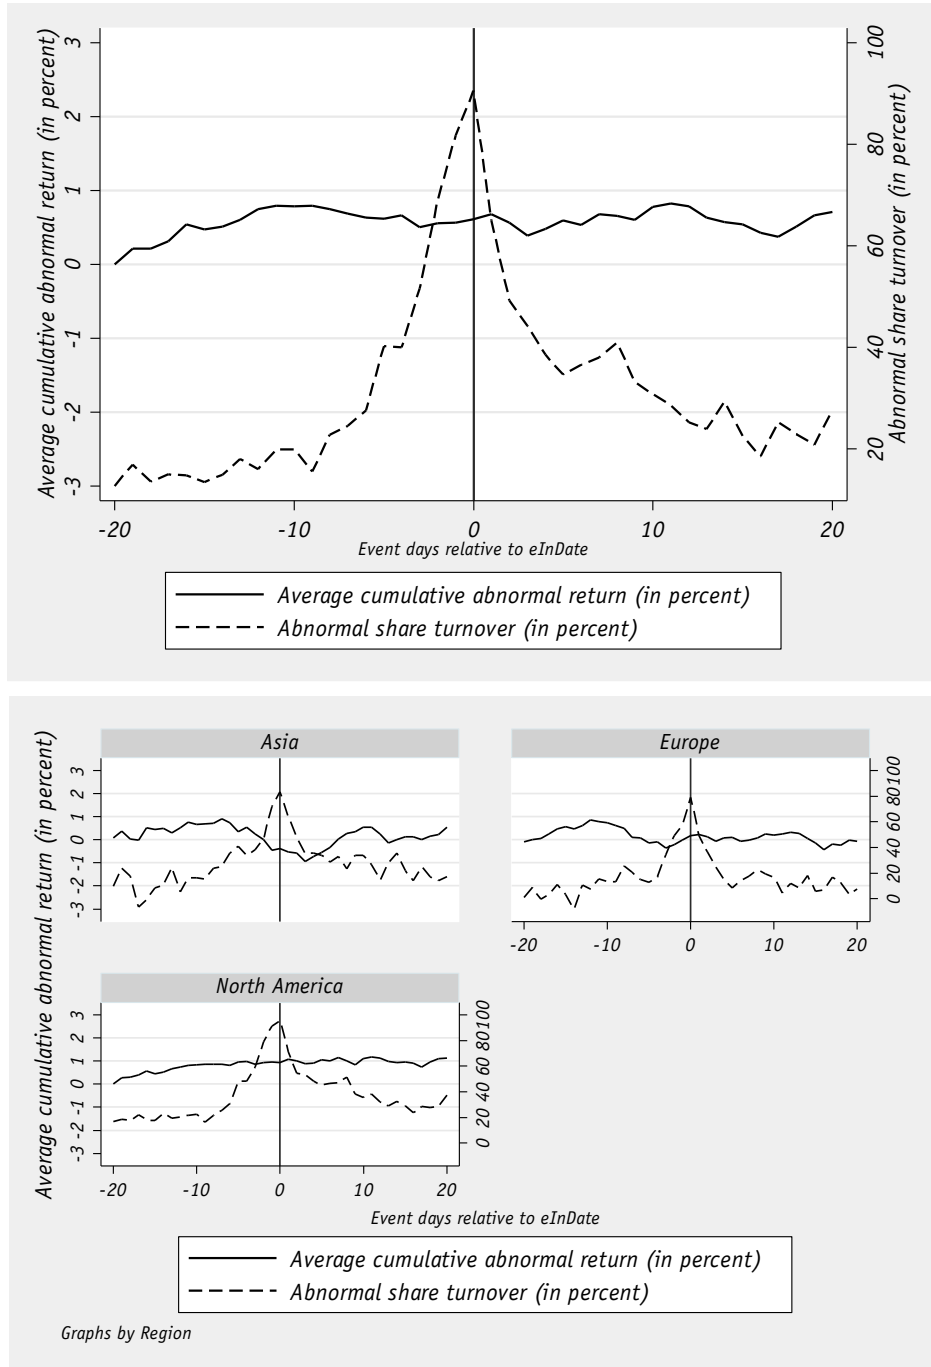 Average cumulative abnormal return (in percent)
3
2
1
0
-1
-2
-3
100
80
60
40
20
Abnormal share turnover (in percent)
-20 -10 0 10 20
Event days relative to eInDate
Average cumulative abnormal return (in percent)
Abnormal share turnover (in percent)
Average cumulative abnormal return (in percent)
Asia
3
2
1
0
-1
-2
-3
Europe
100
80
60
40
20
0
-20 -10 0 10 20
North America
3
2
1
0
-1
-2
-3
100
80
60
40
20
0
-20 -10 0 10 20
Event days relative to eInDate
Average cumulative abnormal return (in percent)
Abnormal share turnover (in percent)
Graphs by Region